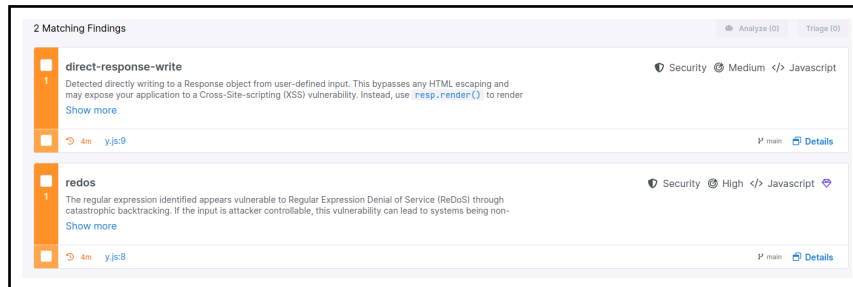 2 Matching Findings
Analyze (0) Triage (0)
direct-response-write
Security Medium </> Javascript
1
Detected directly writing to a Response object from user-defined input. This bypasses any HTML escaping and
may expose your application to a Cross-Site-scripting (XSS) vulnerability. Instead, use resp.render() to render
Show more
4m y.js:9
main Details
redos
Security High </> Javascript
1
The regular expression identified appears vulnerable to Regular Expression Denial of Service (ReDoS) through
catastrophic backtracking. If the input is attacker controllable, this vulnerability can lead to systems being non-
Show more
4m y.js:8
main Details